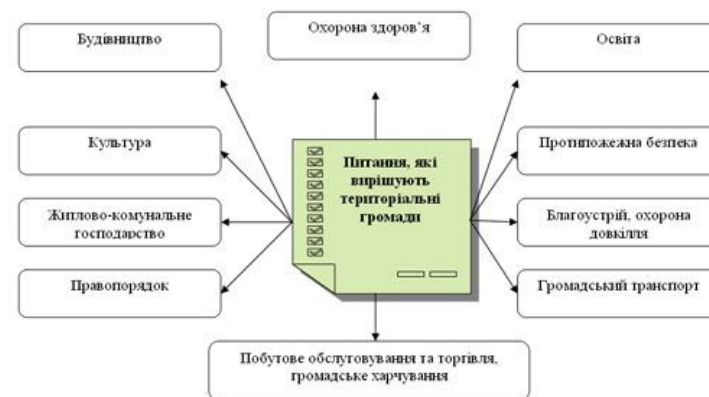 Будівництво
Охорона здоров’я
Освіта
Культура
Питання, які
вирішують
територіальні
громади
Протипожежна безпека
Житлово-комунальне
господарство
Благоустрій, охорона
довкілля
Правопорядок
Громадський транспорт
Побутове обслуговування та торгівля,
громадське харчування